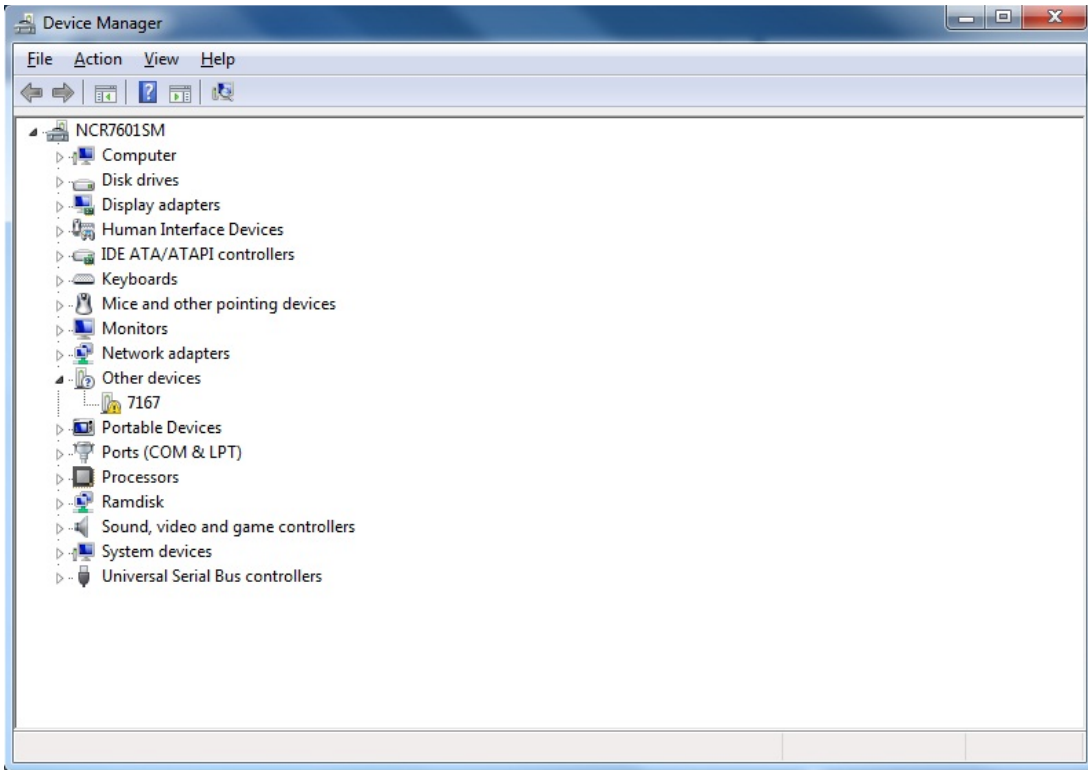 Device Manager
File Action View Help
NCR7601SM
Computer
Disk drives
Display adapters
Human Interface Devices
IDE ATA/ATAPI controllers
Keyboards
Mice and other pointing devices
Monitors
Network adapters
Other devices
7167
Portable Devices
Ports (COM & LPT)
Processors
Ramdisk
Sound, video and game controllers
System devices
Universal Serial Bus controllers